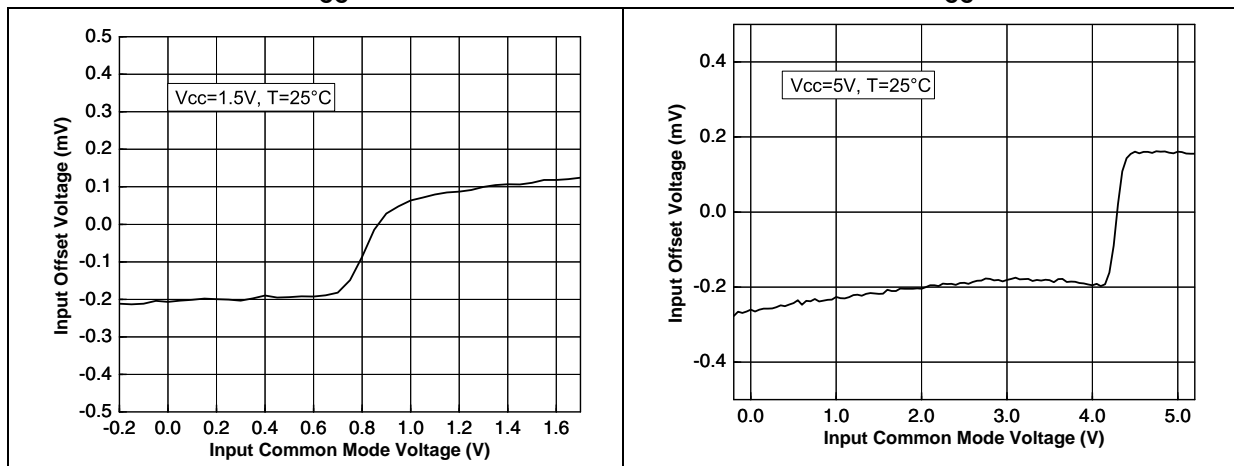 Vcc=1.5V, T=25°C
Input Offset Voltage (mV)
0.5
0.4
0.3
0.2
0.1
0.0
-0.1
-0.2
-0.3
-0.4
-0.5
-0.2 0.0 0.2 0.4 0.6 0.8 1.0 1.2 1.4 1.6
Input Common Mode Voltage (V)
Vcc=5V, T=25°C
Input Offset Voltage (mV)
0.4
0.2
0.0
-0.2
-0.4
0.0 1.0 2.0 3.0 4.0 5.0
Input Common Mode Voltage (V)